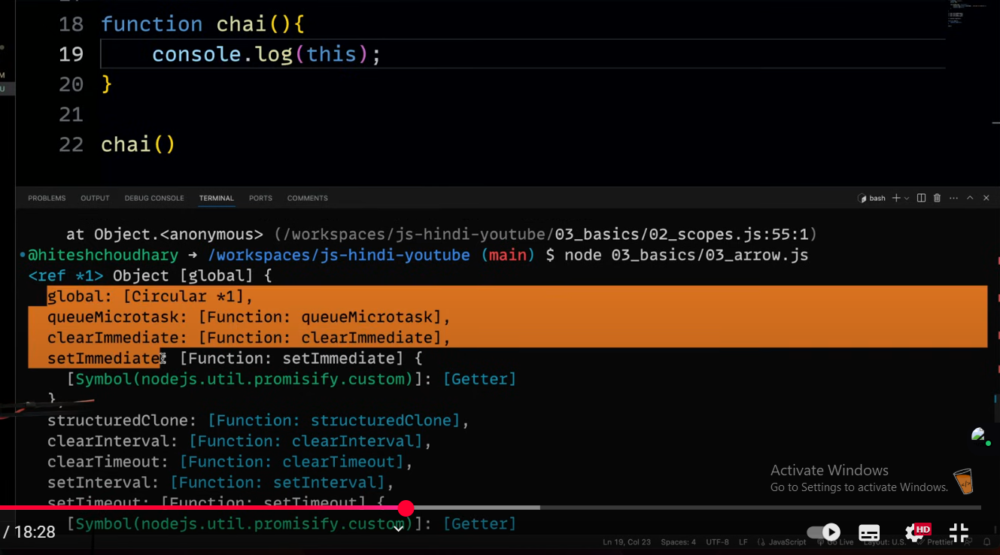 18 function chai(){
19 console.log(this);
20 }
21
22 chai()
PROBLEMS OUTPUT DEBUG CONSOLE TERMINAL PORTS COMMENTS
bash
at Object.<anonymous> (/workspaces/js-hindi-youtube/03_basics/02_scopes.js:55:1)
@hiteshchoudhary → /workspaces/js-hindi-youtube (main) $ node 03_basics/03_arrow.js
<ref *1> Object [global] {
global: [Circular *1],
queueMicrotask: [Function: queueMicrotask],
clearImmediate: [Function: clearImmediate],
setImmediate: [Function: setImmediate] {
[Symbol(nodejs.util.promisify.custom)]: [Getter]
},
structuredClone: [Function: structuredClone],
clearInterval: [Function: clearInterval],
clearTimeout: [Function: clearTimeout],
setInterval: [Function: setInterval],
setTimeout: [Function: setTimeout] {
[Symbol(nodejs.util.promisify.custom)]: [Getter]
Activate Windows
Go to Settings to activate Windows.
/ 18:28
HD
Ln 19, Col 23 Spaces: 4 UTF-8 LF JavaScript Go Live Layout: U.S. Prettier